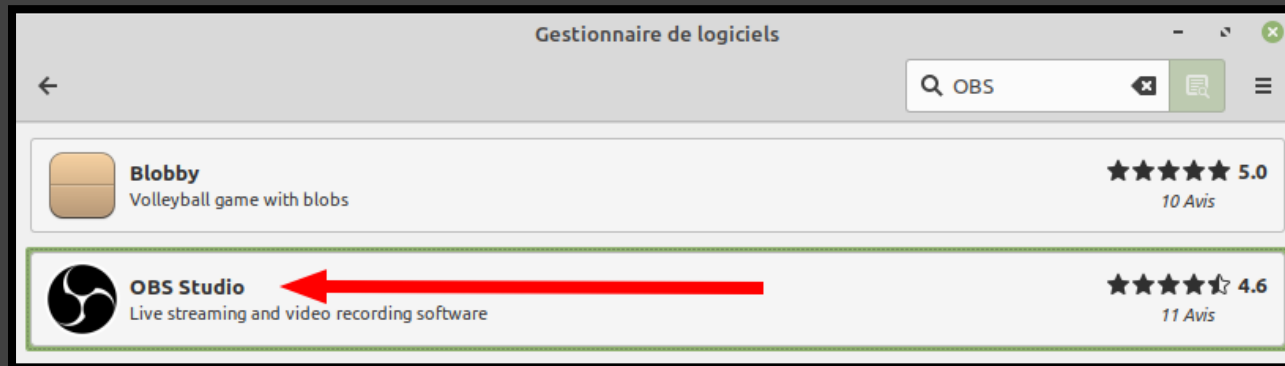 Gestionnaire de logiciels
OBS
Blobby
Volleyball game with blobs
5.0
10 Avis
OBS Studio
Live streaming and video recording software
4.6
11 Avis